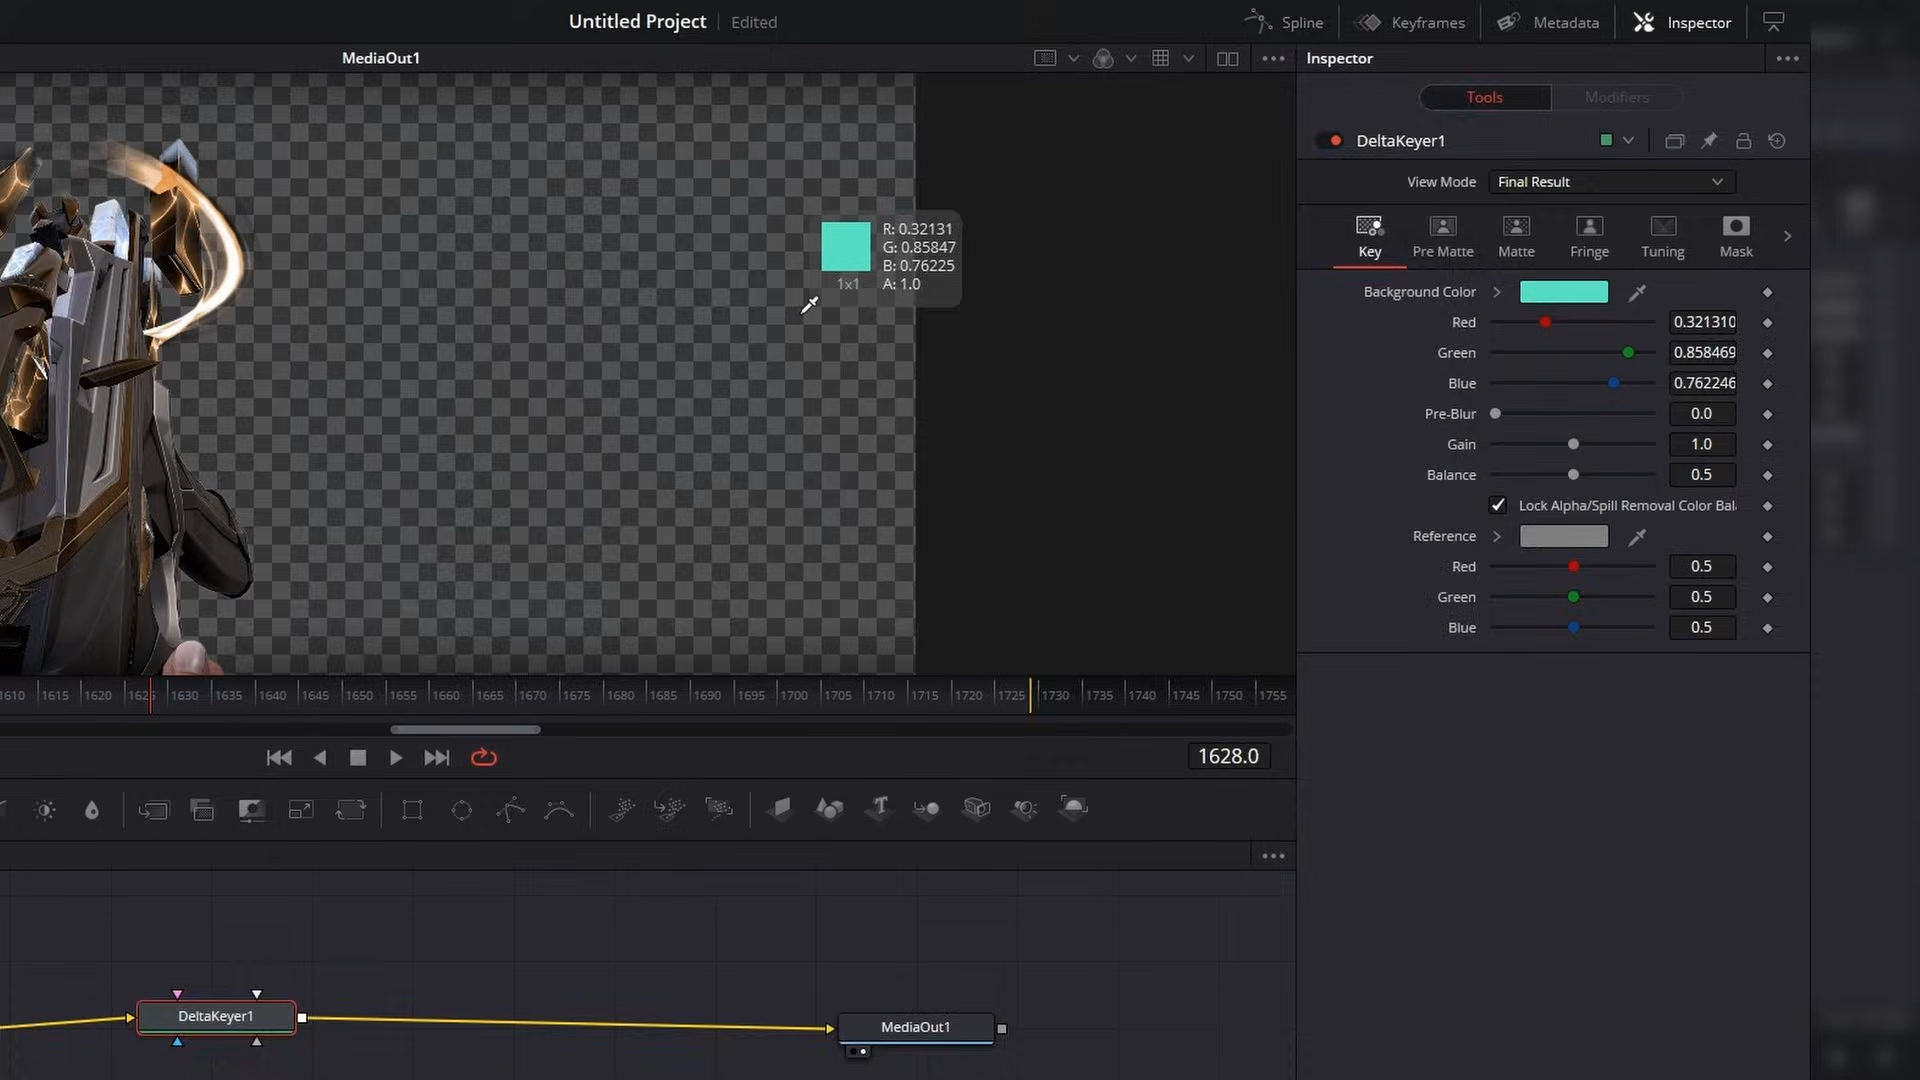 Untitled Project
Edited
Spline
Keyframes
Metadata
Inspector
MediaOut1
Inspector
Tools
Modifiers
DeltaKeyer1
View Mode
Final Result
Key
Pre Matte
Matte
Fringe
Tuning
Mask
R: 0.32131
G: 0.85847
B: 0.76225
A: 1.0
1x1
Background Color
Red 0.321310
Green 0.858469
Blue 0.762246
Pre-Blur 0.0
Gain 1.0
Balance 0.5
Lock Alpha/Spill Removal Color Bal
Reference
Red 0.5
Green 0.5
Blue 0.5
1610 1615 1620 1625 1630 1635 1640 1645 1650 1655 1660 1665 1670 1675 1680 1685 1690 1695 1700 1705 1710 1715 1720 1725 1730 1735 1740 1745 1750 1755
1628.0
DeltaKeyer1
MediaOut1